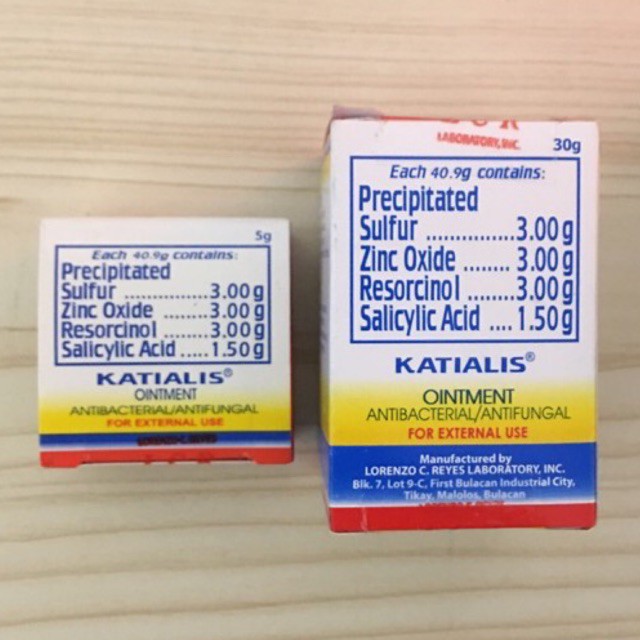 5g
Each 40.9g contains:
Precipitated
Sulfur ................ 3.00g
Zinc Oxide ........ 3.00g
Resorcinol ........ 3.00g
Salicylic Acid ..... 1.50g
KATIALIS®
OINTMENT
ANTIBACTERIAL/ANTIFUNGAL
FOR EXTERNAL USE
LORENZO C. REYES
LABORATORY, INC.
30g
Each 40.9g contains:
Precipitated
Sulfur ................3.00g
Zinc Oxide ........ 3.00g
Resorcinol ........3.00g
Salicylic Acid .... 1.50g
KATIALIS®
OINTMENT
ANTIBACTERIAL/ANTIFUNGAL
FOR EXTERNAL USE
Manufactured by
LORENZO C. REYES LABORATORY, INC.
Blk. 7, Lot 9-C, First Bulacan Industrial City,
Tikay, Malolos, Bulacan